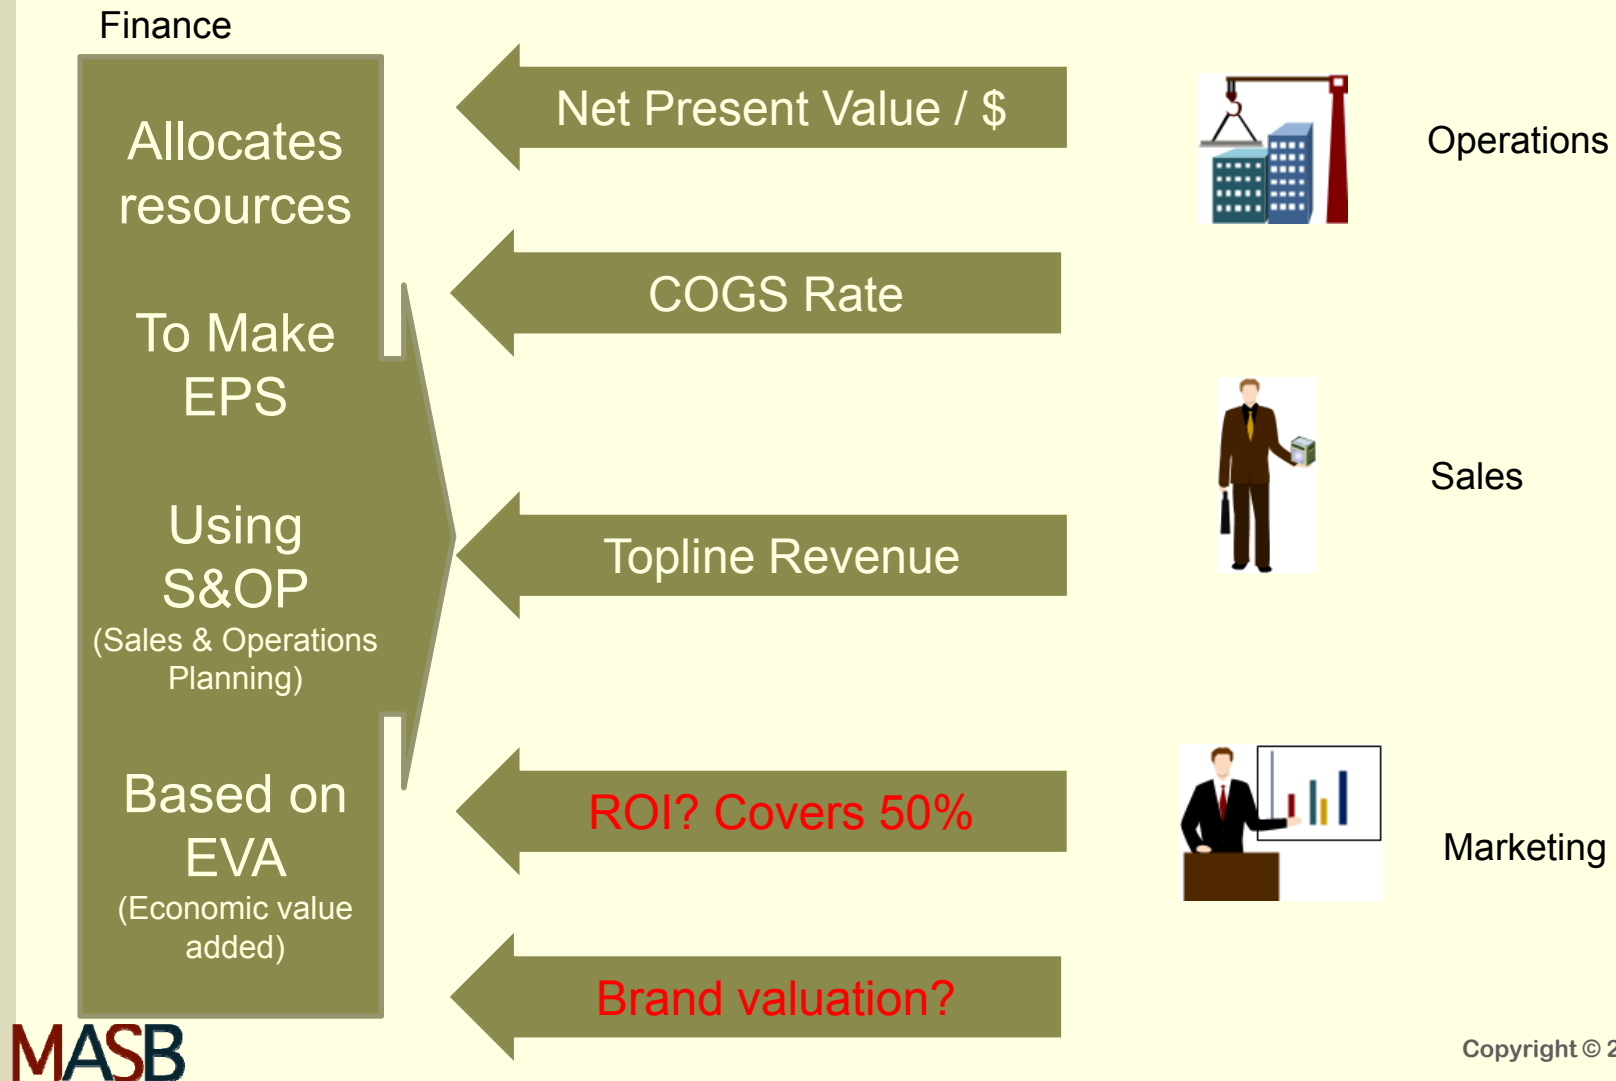 Finance
Allocates
resources
To Make
EPS
Using
S&OP
(Sales & Operations
Planning)
Based on
EVA
(Economic value
added)
Net Present Value / $
COGS Rate
Topline Revenue
ROI? Covers 50%
Brand valuation?
Operations
Sales
Marketing
MASB
Copyright © 2